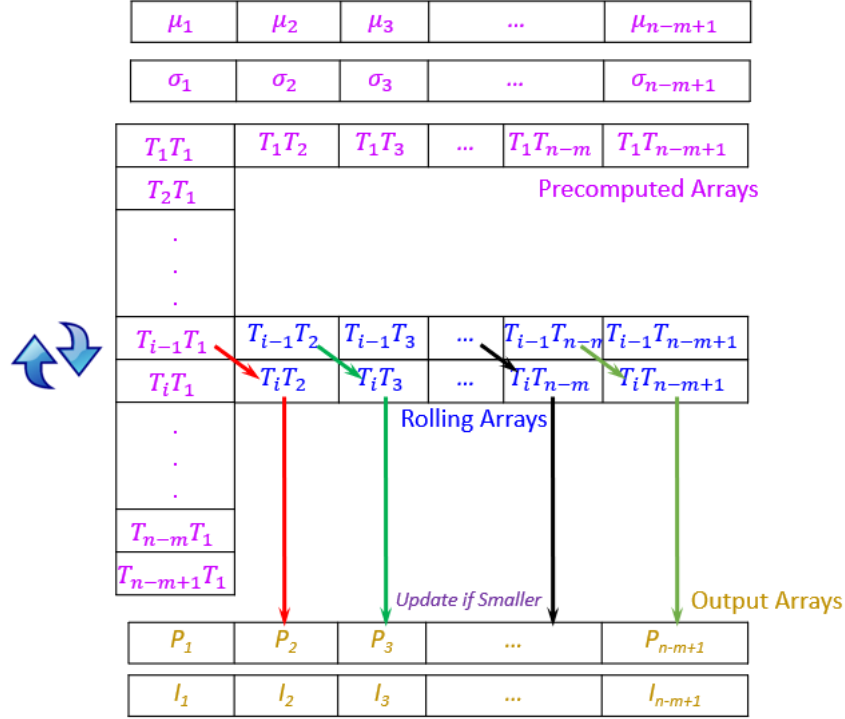 μ₁ μ₂ μ₃ ... μₙ₋ₘ₊₁
σ₁ σ₂ σ₃ ... σₙ₋ₘ₊₁
T₁T₁ T₁T₂ T₁T₃ ... T₁Tₙ₋ₘ T₁Tₙ₋ₘ₊₁
T₂T₁
Precomputed Arrays
.
.
.
Tᵢ₋₁T₁ Tᵢ₋₁T₂ Tᵢ₋₁T₃ ... Tᵢ₋₁Tₙ₋ₘ Tᵢ₋₁Tₙ₋ₘ₊₁
TᵢT₁ TᵢT₂ TᵢT₃ ... TᵢTₙ₋ₘ TᵢTₙ₋ₘ₊₁
Rolling Arrays
.
.
.
Tₙ₋ₘT₁
Tₙ₋ₘ₊₁T₁
Update if Smaller
Output Arrays
P₁ P₂ P₃ ... Pₙ₋ₘ₊₁
I₁ I₂ I₃ ... Iₙ₋ₘ₊₁